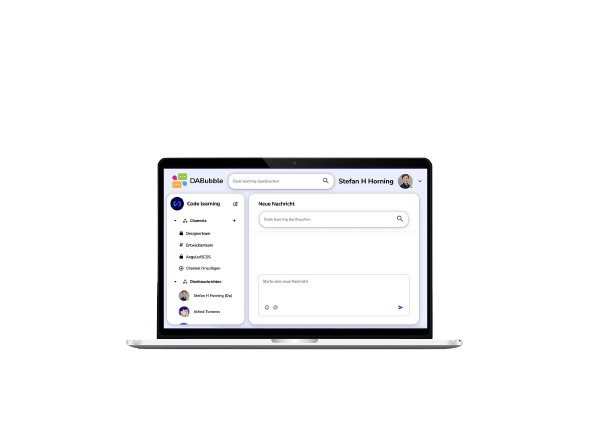 DABubble
Code learning durchsuchen
Stefan H Horning
Code learning
Channels
Designerteam
# Entwicklerteam
Angular/SCSS
Channel hinzufügen
Direktnachrichten
Stefan H Horning (Du)
Alfred Tomares
Neue Nachricht
Code learning durchsuchen
Starte eine neue Nachricht